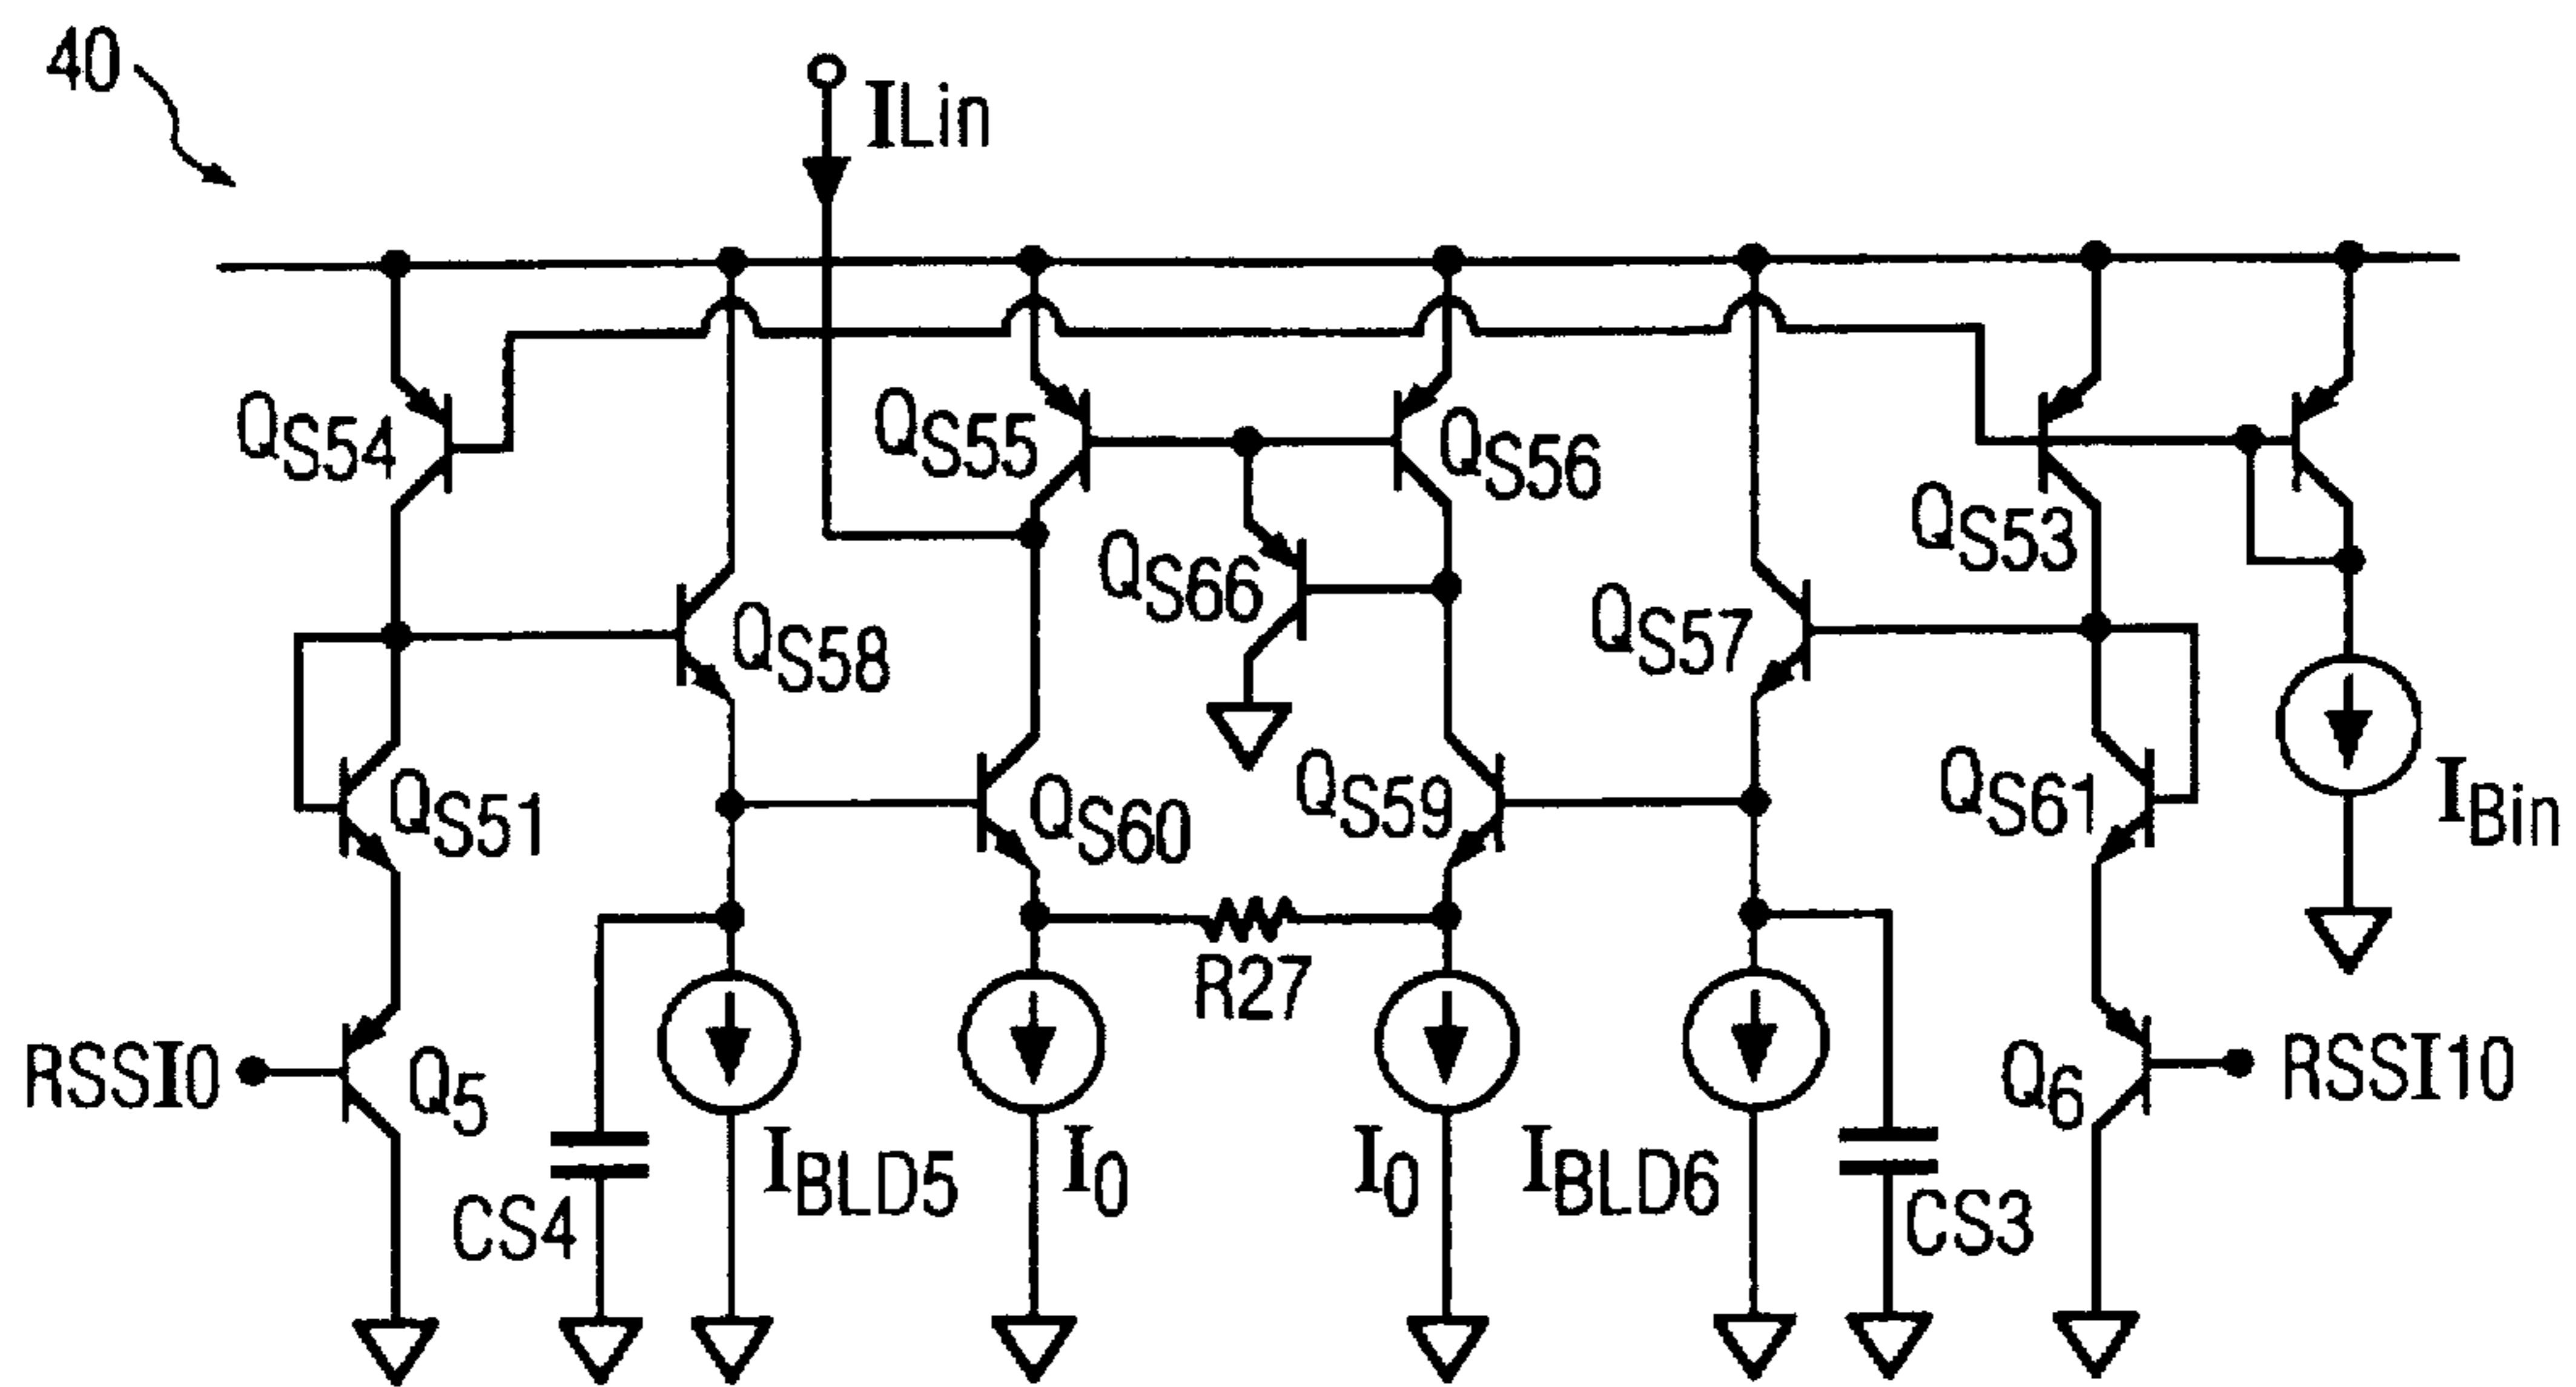 40
ILin
QS54
QS55
QS56
QS53
QS66
QS58
QS57
QS51
QS60
QS59
QS61
IBin
R27
RSSI0
Q5
Q6
RSSI10
CS4
IBLD5
I0
I0
IBLD6
CS3